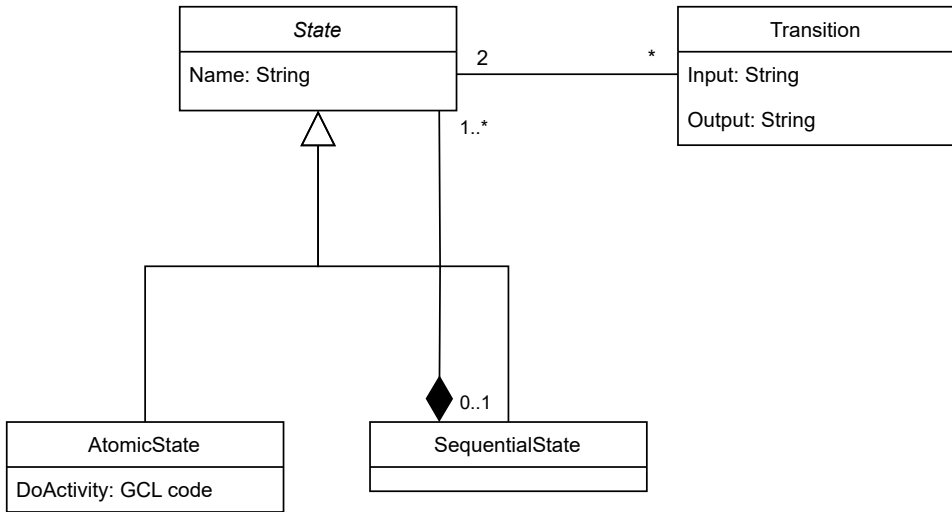 State
Name: String
2
*
1..*
Transition
Input: String
Output: String
AtomicState
DoActivity: GCL code
0..1
SequentialState